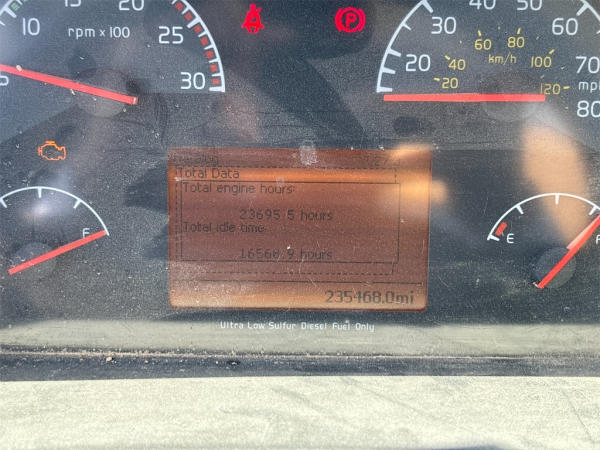 10 15 20 25 30
rpm x 100
5
P
20 40 60 70 80
mph
20 40 60 80 100 120
km/h
Total Data
Total engine hours:
23695.5 hours
Total idle time:
16560.9 hours
235468.0mi
F
E
F
Ultra Low Sulfur Diesel Fuel Only